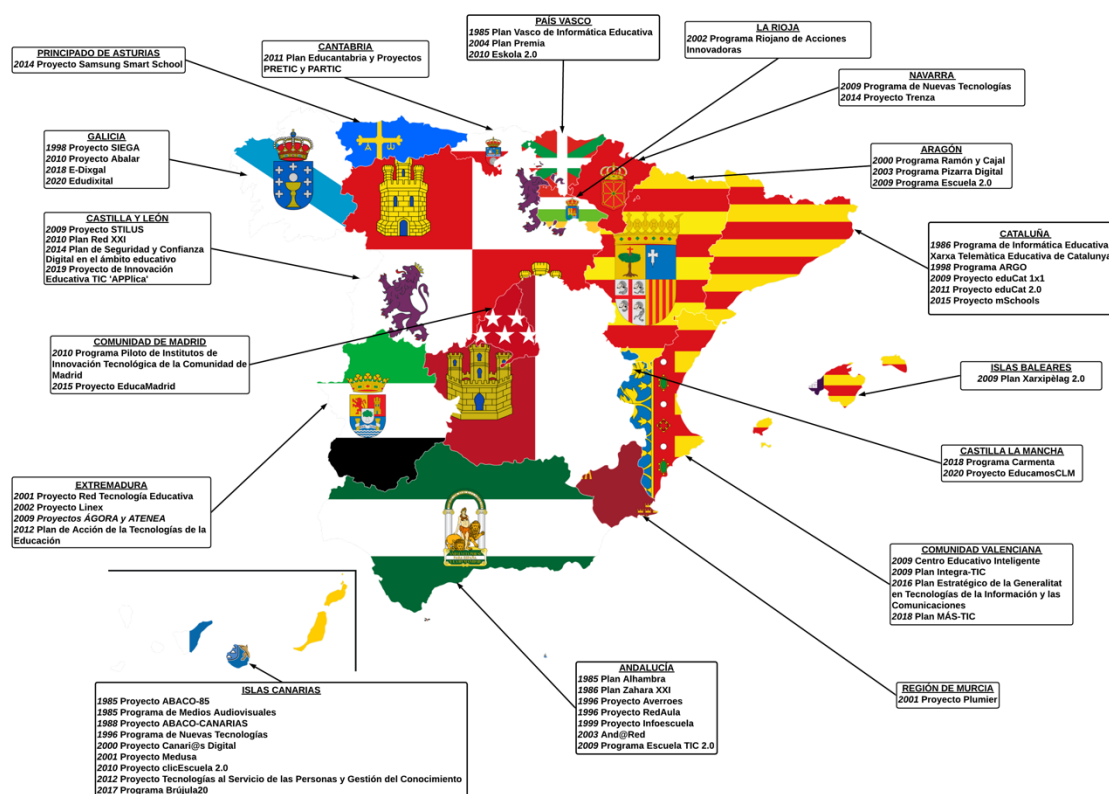 PAÍS VASCO
1985 Plan Vasco de Informática Educativa
2004 Plan Premia
2010 Eskola 2.0
LA RIOJA
2002 Programa Riojano de Acciones
Innovadoras
PRINCIPADO DE ASTURIAS
2014 Proyecto Samsung Smart School
CANTABRIA
2011 Plan Educantabria y Proyectos
PRETIC y PARTIC
NAVARRA
2009 Programa de Nuevas Tecnologías
2014 Proyecto Trenza
GALICIA
1998 Proyecto SIEGA
2010 Proyecto Abalar
2018 E-Dixgal
2020 Edudixital
ARAGÓN
2000 Programa Ramón y Cajal
2003 Programa Pizarra Digital
2009 Programa Escuela 2.0
CASTILLA Y LEÓN
2009 Proyecto STILUS
2010 Plan Red XXI
2014 Plan de Seguridad y Confianza
Digital en el ámbito educativo
2019 Proyecto de Innovación
Educativa TIC 'APPlica'
CATALUÑA
1986 Programa de Informática Educativa
Xarxa Telemàtica Educativa de Catalunya
1998 Programa ARGO
2009 Proyecto eduCat 1x1
2011 Proyecto eduCat 2.0
2015 Proyecto mSchools
COMUNIDAD DE MADRID
2010 Programa Piloto de Institutos de
Innovación Tecnológica de la Comunidad de
Madrid
2015 Proyecto EducaMadrid
ISLAS BALEARES
2009 Plan Xarxipèlag 2.0
CASTILLA LA MANCHA
2018 Programa Carmenta
2020 Proyecto EducamosCLM
EXTREMADURA
2001 Proyecto Red Tecnología Educativa
2002 Proyecto Linex
2009 Proyectos ÁGORA y ATENEA
2012 Plan de Acción de la Tecnologías de la
Educación
COMUNIDAD VALENCIANA
2009 Centro Educativo Inteligente
2009 Plan Integra-TIC
2016 Plan Estratégico de la Generalitat
en Tecnologías de la Información y las
Comunicaciones
2018 Plan MÁS-TIC
ISLAS CANARIAS
1985 Proyecto ABACO-85
1985 Programa de Medios Audiovisuales
1988 Proyecto ABACO-CANARIAS
1996 Programa de Nuevas Tecnologías
2000 Proyecto Canari@s Digital
2001 Proyecto Medusa
2010 Proyecto clicEscuela 2.0
2012 Proyecto Tecnologías al Servicio de las Personas y Gestión del Conocimiento
2017 Programa Brújula20
ANDALUCÍA
1985 Plan Alhambra
1986 Plan Zahara XXI
1996 Proyecto Averroes
1996 Proyecto RedAula
1999 Proyecto Infoescuela
2003 And@Red
2009 Programa Escuela TIC 2.0
REGIÓN DE MURCIA
2001 Proyecto Plumier